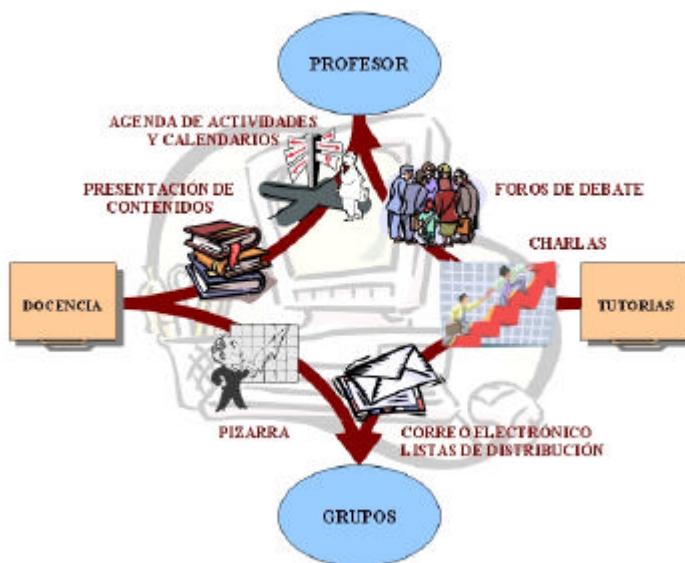 PROFESOR
AGENDA DE ACTIVIDADES
Y CALENDARIOS
PRESENTACIÓN DE
CONTENIDOS
FOROS DE DEBATE
CHARLAS
DOCENCIA
TUTORIAS
PIZARRA
CORREO ELECTRÓNICO
LISTAS DE DISTRIBUCIÓN
GRUPOS